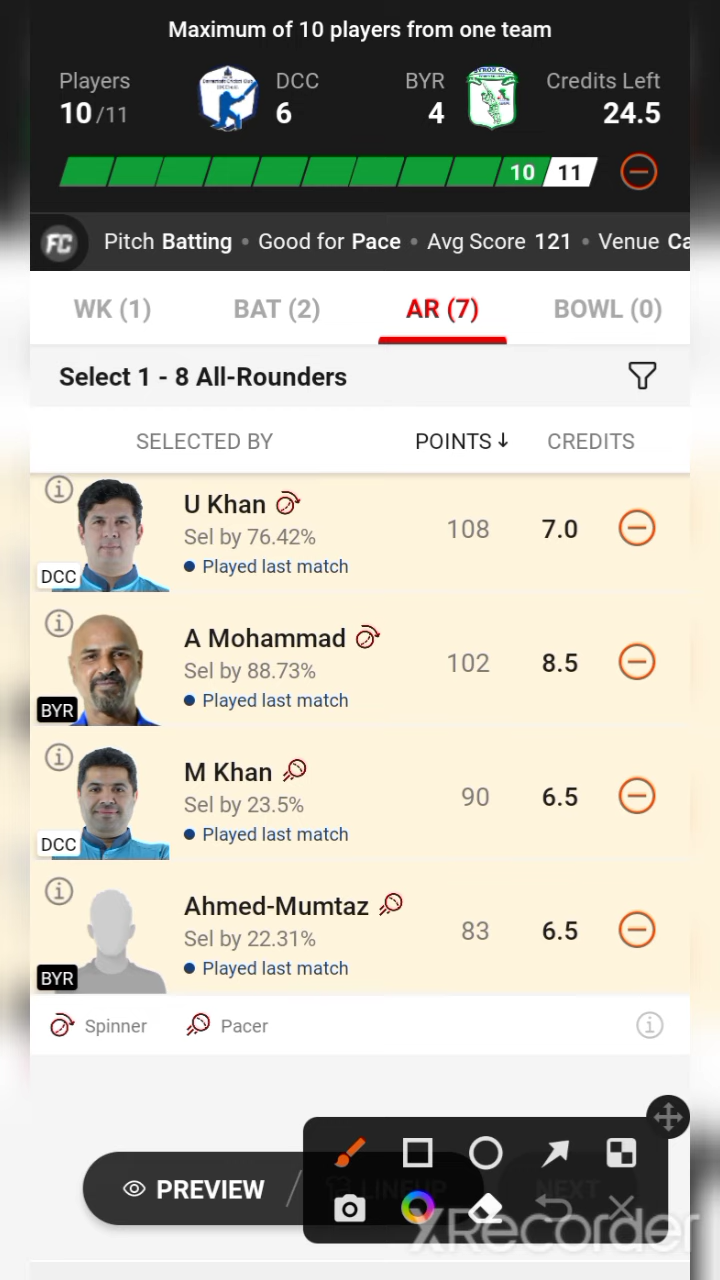 Maximum of 10 players from one team
Players DCC BYR Credits Left
10/11 6 4 24.5
10 11
FC Pitch Batting • Good for Pace • Avg Score 121 • Venue Ca
WK (1) BAT (2) AR (7) BOWL (0)
Select 1 - 8 All-Rounders
SELECTED BY POINTS↓ CREDITS
U Khan
Sel by 76.42% 108 7.0
• Played last match
DCC
A Mohammad
Sel by 88.73% 102 8.5
• Played last match
BYR
M Khan
Sel by 23.5% 90 6.5
• Played last match
DCC
Ahmed-Mumtaz
Sel by 22.31% 83 6.5
• Played last match
BYR
Spinner Pacer
PREVIEW / LINEUP NEXT
XRecorder